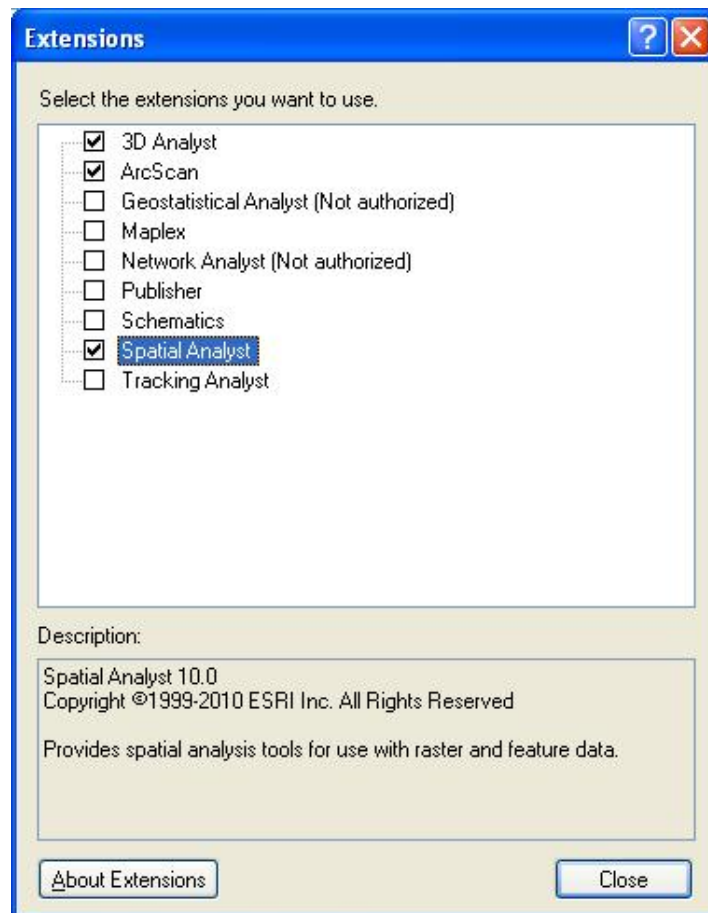 Extensions
Select the extensions you want to use.
3D Analyst
ArcScan
Geostatistical Analyst (Not authorized)
Maplex
Network Analyst (Not authorized)
Publisher
Schematics
Spatial Analyst
Tracking Analyst
Description:
Spatial Analyst 10.0
Copyright ©1999-2010 ESRI Inc. All Rights Reserved
Provides spatial analysis tools for use with raster and feature data.
About Extensions
Close